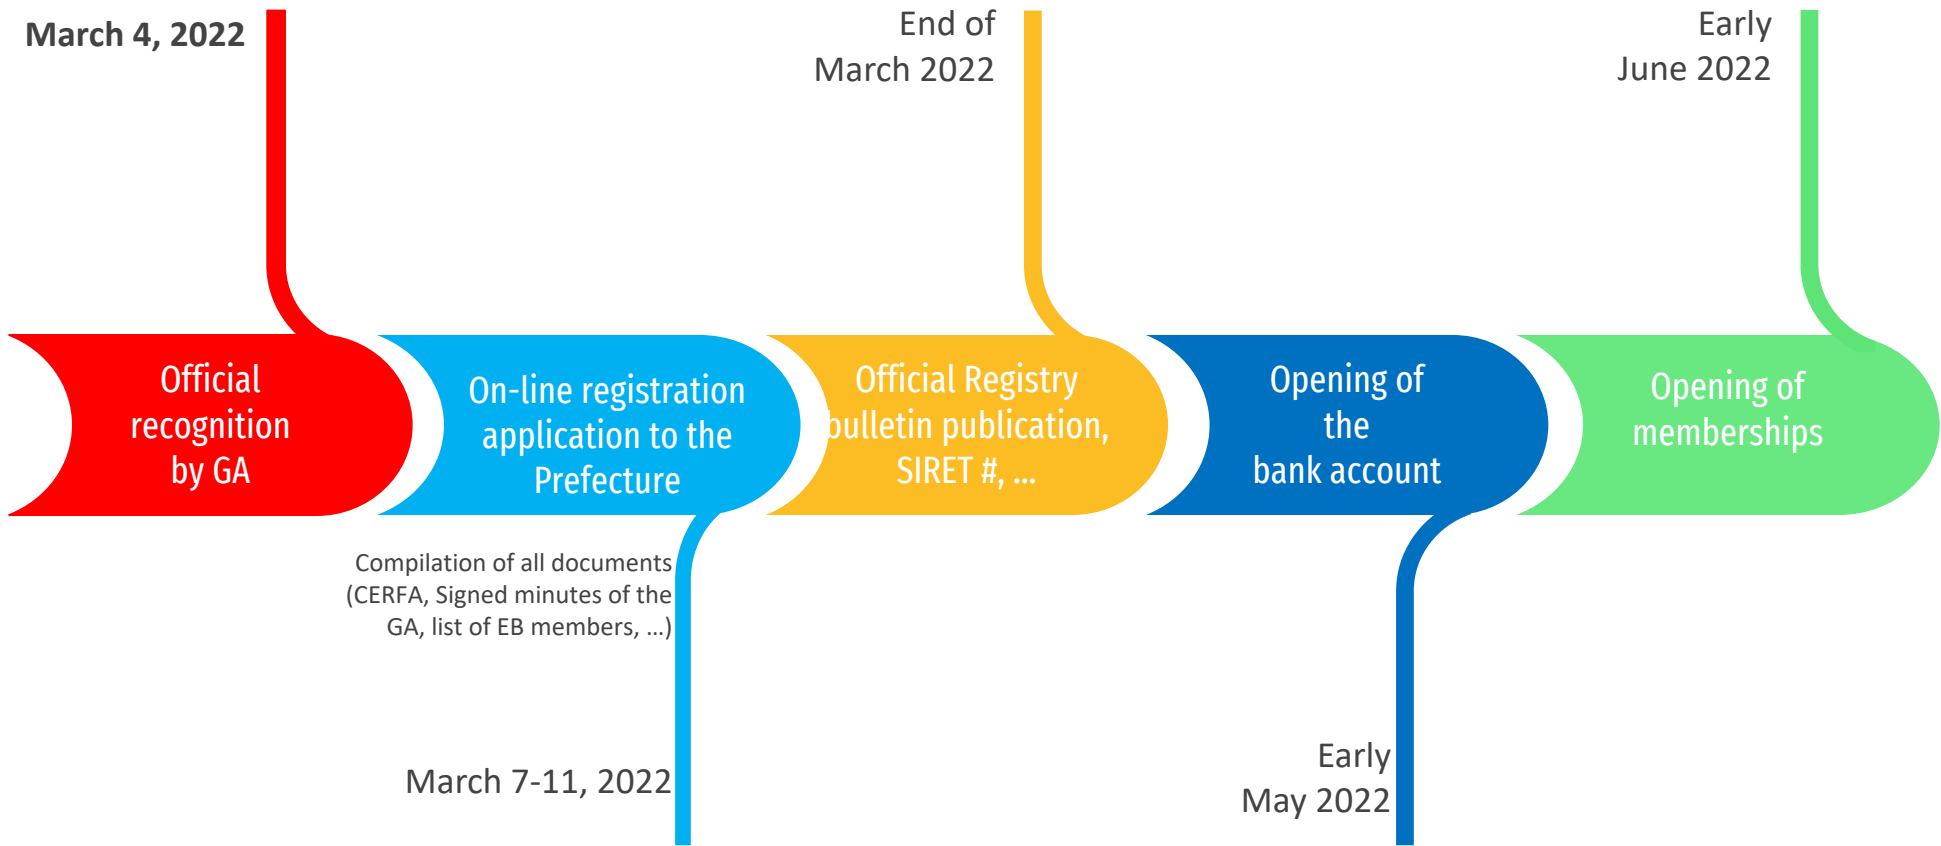 March 4, 2022
End of
March 2022
Early
June 2022
Official
recognition
by GA
On-line registration
application to the
Prefecture
Official Registry
bulletin publication,
SIRET #, ...
Opening of
the
bank account
Opening of
memberships
Compilation of all documents
(CERFA, Signed minutes of the
GA, list of EB members, ...)
March 7-11, 2022
Early
May 2022